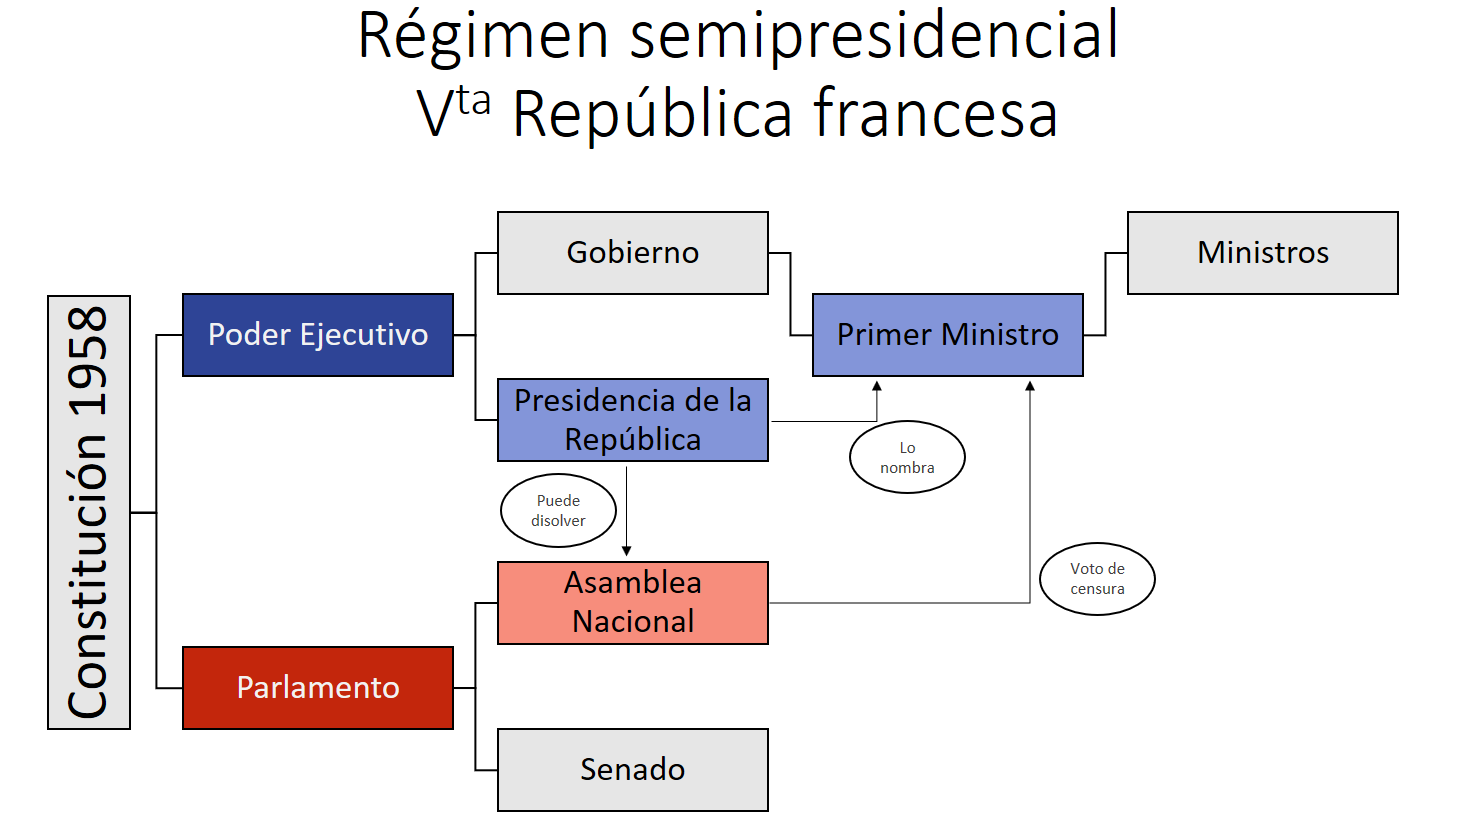 Régimen semipresidencial
Vta República francesa
Constitución 1958
Poder Ejecutivo
Parlamento
Gobierno
Presidencia de la
República
Puede
disolver
Asamblea
Nacional
Senado
Primer Ministro
Lo
nombra
Voto de
censura
Ministros